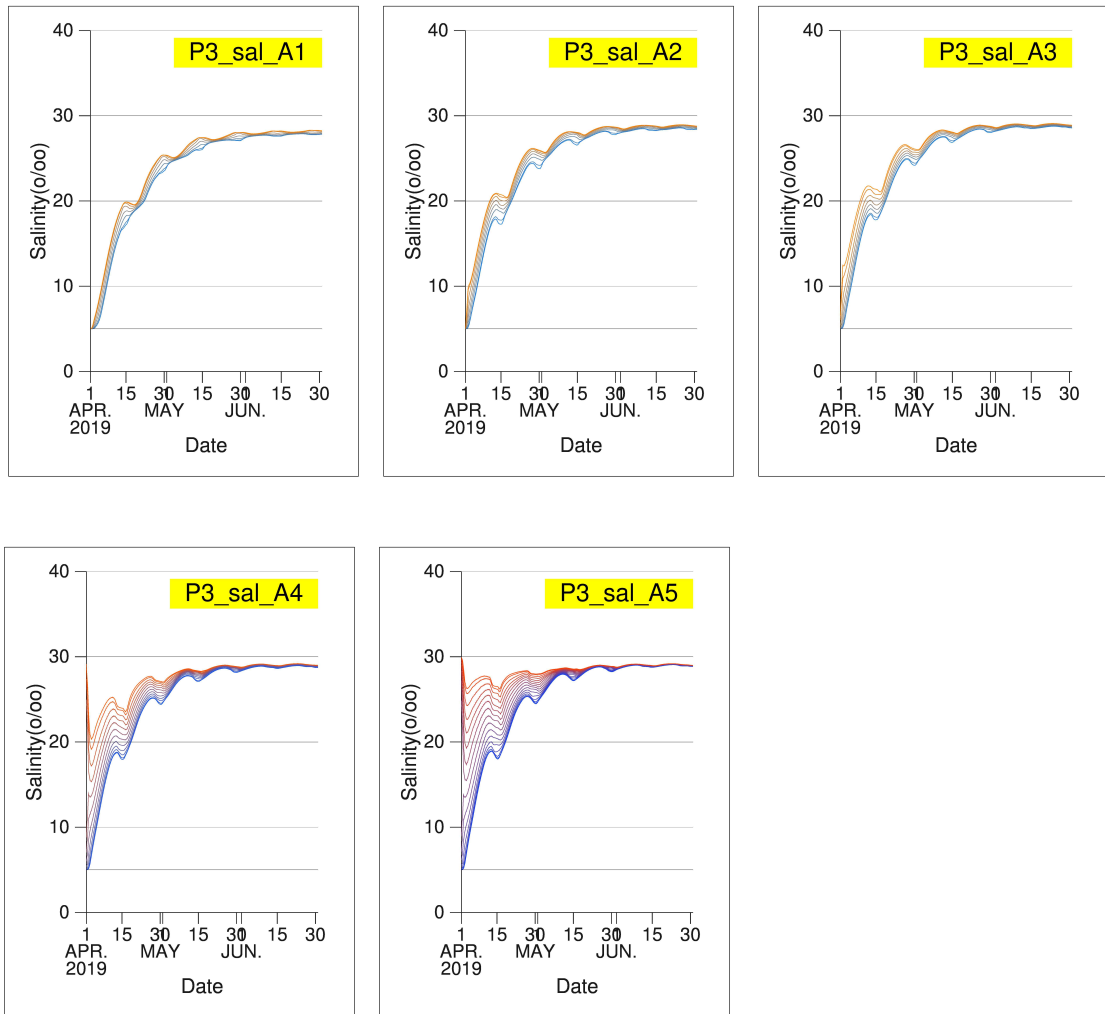 P3_sal_A1
40
30
20
10
0
Salinity(o/oo)
1 15 30 1 15 30 1 15 30
APR. MAY JUN.
2019
Date
P3_sal_A2
40
30
20
10
0
Salinity(o/oo)
1 15 30 1 15 30 1 15 30
APR. MAY JUN.
2019
Date
P3_sal_A3
40
30
20
10
0
Salinity(o/oo)
1 15 30 1 15 30 1 15 30
APR. MAY JUN.
2019
Date
P3_sal_A4
40
30
20
10
0
Salinity(o/oo)
1 15 30 1 15 30 1 15 30
APR. MAY JUN.
2019
Date
P3_sal_A5
40
30
20
10
0
Salinity(o/oo)
1 15 30 1 15 30 1 15 30
APR. MAY JUN.
2019
Date